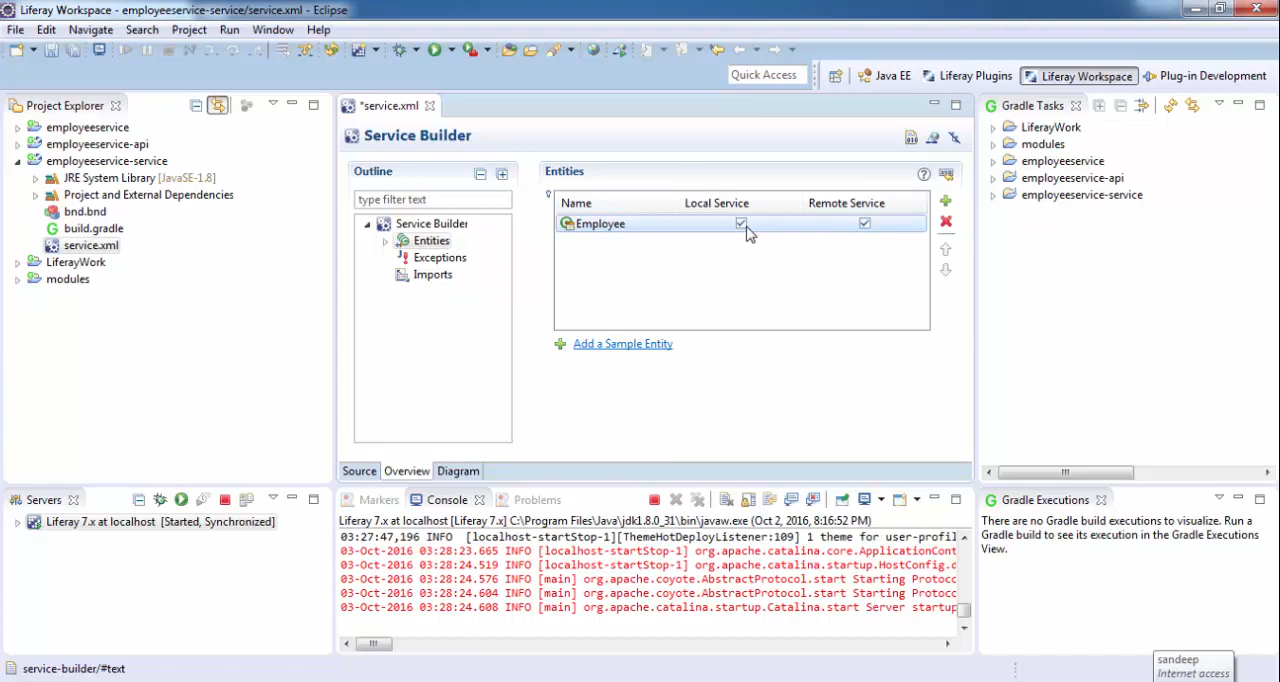 Liferay Workspace - employeeservice-service/service.xml - Eclipse
File Edit Navigate Search Project Run Window Help
Quick Access
Java EE
Liferay Plugins
Liferay Workspace
Plug-in Development
Project Explorer
employeeservice
employeeservice-api
employeeservice-service
JRE System Library [JavaSE-1.8]
Project and External Dependencies
bnd.bnd
build.gradle
service.xml
LiferayWork
modules
*service.xml
Service Builder
Outline
type filter text
Service Builder
Entities
Exceptions
Imports
Entities
Name Local Service Remote Service
Employee
Add a Sample Entity
Source Overview Diagram
Gradle Tasks
LiferayWork
modules
employeeservice
employeeservice-api
employeeservice-service
Servers
Liferay 7.x at localhost [Started, Synchronized]
Markers Console Problems
Liferay 7.x at localhost [Liferay 7.x] C:\Program Files\Java\jdk1.8.0_31\bin\javaw.exe (Oct 2, 2016, 8:16:52 PM)
03:27:47,196 INFO [localhost-startStop-1][ThemeHotDeployListener:109] 1 theme for user-profil
03-Oct-2016 03:28:23.665 INFO [localhost-startStop-1] org.apache.catalina.core.ApplicationCont
03-Oct-2016 03:28:24.519 INFO [localhost-startStop-1] org.apache.catalina.startup.HostConfig.d
03-Oct-2016 03:28:24.576 INFO [main] org.apache.coyote.AbstractProtocol.start Starting Protoco
03-Oct-2016 03:28:24.604 INFO [main] org.apache.coyote.AbstractProtocol.start Starting Protoco
03-Oct-2016 03:28:24.608 INFO [main] org.apache.catalina.startup.Catalina.start Server startup
Gradle Executions
There are no Gradle build executions to visualize. Run a
Gradle build to see its execution in the Gradle Executions
View.
service-builder/#text
sandeep
Internet access